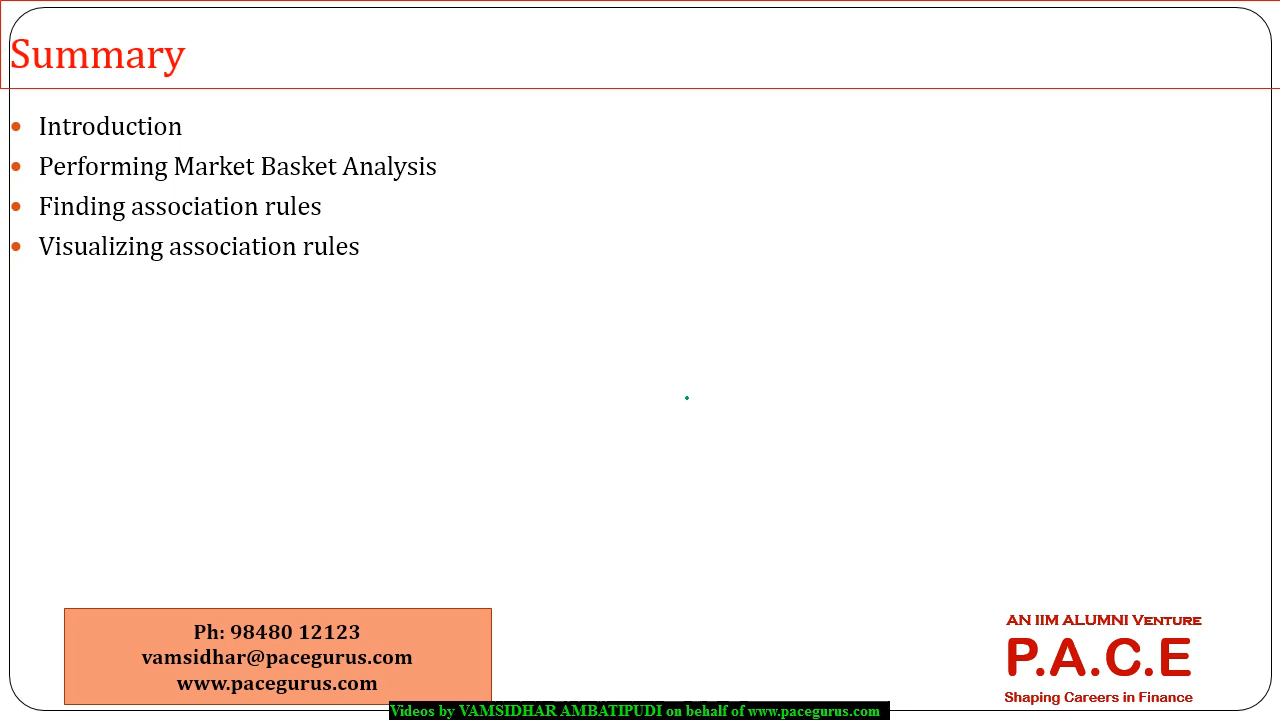 Summary
• Introduction
• Performing Market Basket Analysis
• Finding association rules
• Visualizing association rules
Ph: 98480 12123
vamsidhar@pacegurus.com
www.pacegurus.com
AN IIM ALUMNI VENTURE
P.A.C.E
Shaping Careers in Finance
Videos by VAMSIDHAR AMBATIPUDI on behalf of www.pacegurus.com